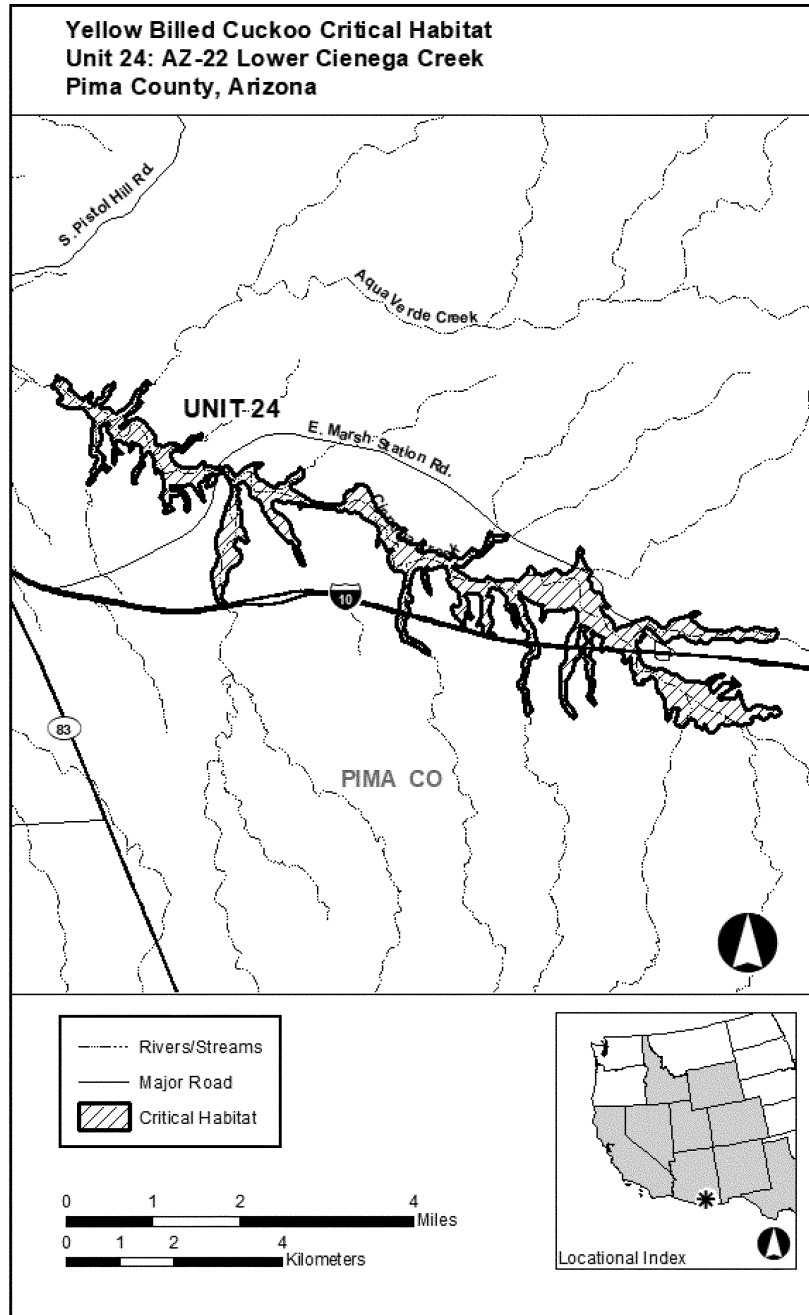 Yellow Billed Cuckoo Critical Habitat
Unit 24: AZ-22 Lower Cienega Creek
Pima County, Arizona
S. Pistol Hill Rd.
Aqua Verde Creek
UNIT 24
E. Marsh Station Rd.
Cienega Creek
10
83
PIMA CO
Rivers/Streams
Major Road
Critical Habitat
0 1 2 4
Miles
0 1 2 4
Kilometers
Locational Index